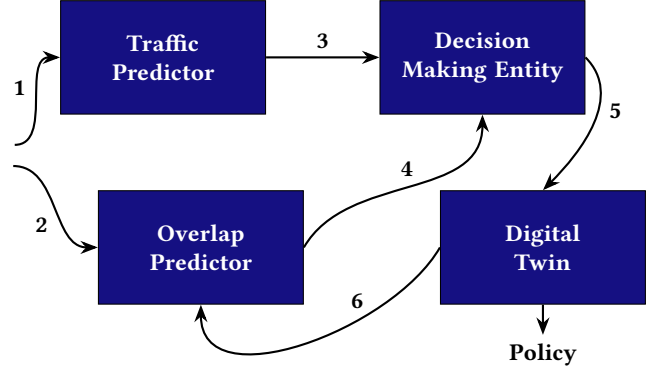 1
Traffic
Predictor
3
Decision
Making Entity
5
2
Overlap
Predictor
4
6
Digital
Twin
Policy